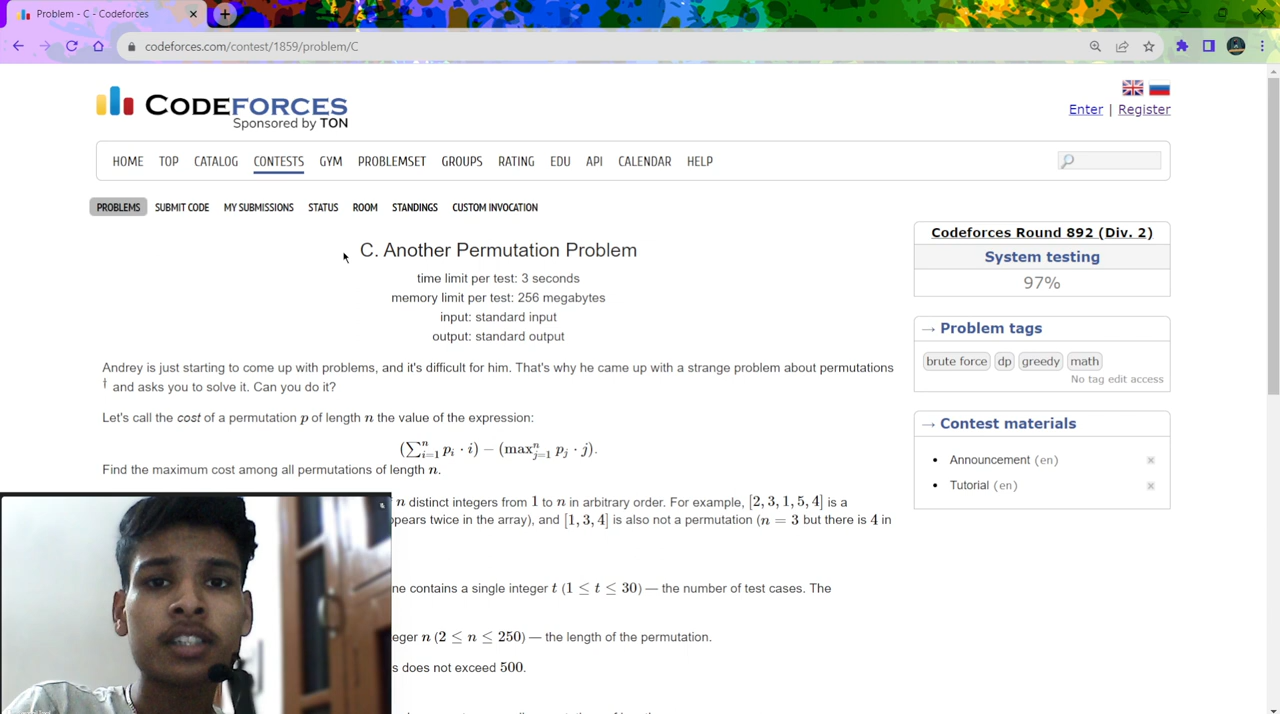 Problem - C - Codeforces
codeforces.com/contest/1859/problem/C
CODEFORCES
Sponsored by TON
Enter | Register
HOME TOP CATALOG CONTESTS GYM PROBLEMSET GROUPS RATING EDU API CALENDAR HELP
PROBLEMS SUBMIT CODE MY SUBMISSIONS STATUS ROOM STANDINGS CUSTOM INVOCATION
C. Another Permutation Problem
time limit per test: 3 seconds
memory limit per test: 256 megabytes
input: standard input
output: standard output
Andrey is just starting to come up with problems, and it's difficult for him. That's why he came up with a strange problem about permutations
† and asks you to solve it. Can you do it?
Let's call the cost of a permutation p of length n the value of the expression:
(∑ⁿᵢ₌₁ pᵢ · i) − (maxⁿⱼ₌₁ pⱼ · j).
Find the maximum cost among all permutations of length n.
n distinct integers from 1 to n in arbitrary order. For example, [2, 3, 1, 5, 4] is a
pears twice in the array), and [1, 3, 4] is also not a permutation (n = 3 but there is 4 in
ne contains a single integer t (1 ≤ t ≤ 30) — the number of test cases. The
eger n (2 ≤ n ≤ 250) — the length of the permutation.
s does not exceed 500.
Codeforces Round 892 (Div. 2)
System testing
97%
→ Problem tags
brute force dp greedy math
No tag edit access
→ Contest materials
• Announcement (en)
• Tutorial (en)